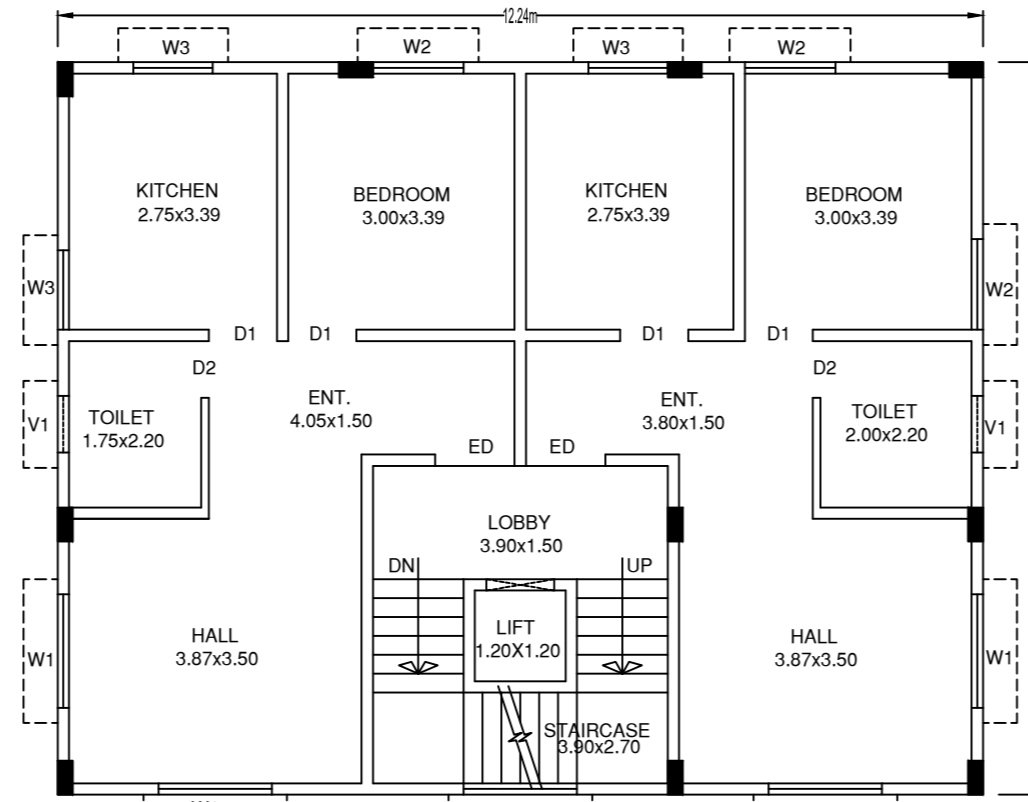 12.24m
W3
W2
W3
W2
KITCHEN
2.75x3.39
BEDROOM
3.00x3.39
KITCHEN
2.75x3.39
BEDROOM
3.00x3.39
W3
W2
D1
D1
D1
D1
D2
D2
ENT.
4.05x1.50
ENT.
3.80x1.50
V1
TOILET
1.75x2.20
TOILET
2.00x2.20
V1
ED
ED
LOBBY
3.90x1.50
DN
UP
LIFT
1.20X1.20
HALL
3.87x3.50
HALL
3.87x3.50
W1
W1
STAIRCASE
3.90x2.70